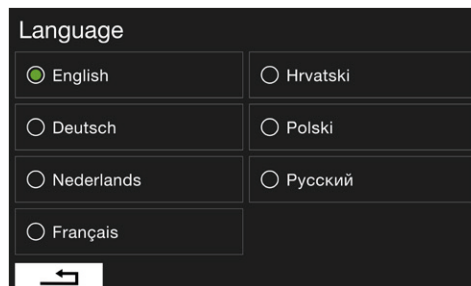 Language
English
Hrvatski
Deutsch
Polski
Nederlands
Русский
Français